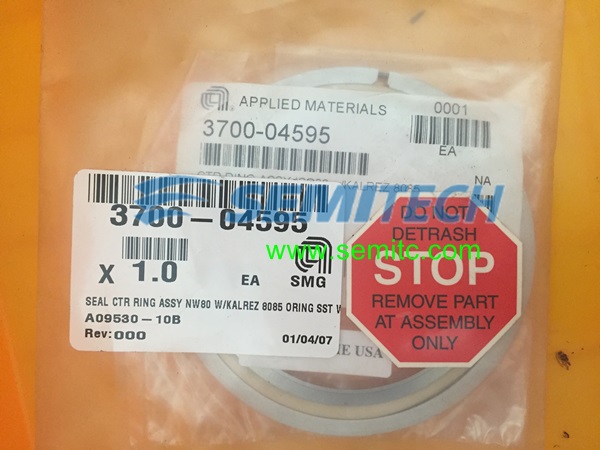 APPLIED MATERIALS
0001
3700-04595
EA
NA
SEMITECH
3700-04595
www.semitc.com
X 1.0
EA
SMG
SEAL CTR RING ASSY NW80 W/KALREZ 8085 ORING SST W
A09530-10B
Rev: 000
01/04/07
DO NOT
DETRASH
STOP
REMOVE PART
AT ASSEMBLY
ONLY
USA